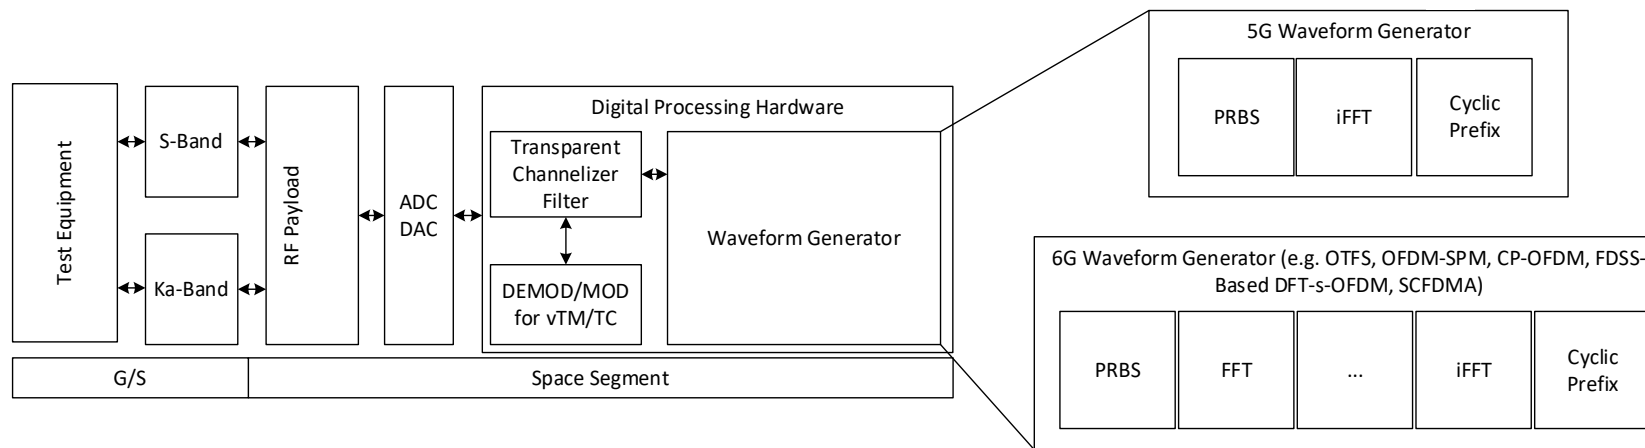 Test Equipment
S-Band
Ka-Band
RF Payload
ADC
DAC
Digital Processing Hardware
Transparent
Channelizer
Filter
DEMOD/MOD
for vTM/TC
Waveform Generator
G/S
Space Segment
5G Waveform Generator
PRBS
iFFT
Cyclic
Prefix
6G Waveform Generator (e.g. OTFS, OFDM-SPM, CP-OFDM, FDSS-
Based DFT-s-OFDM, SCFDMA)
PRBS
FFT
...
iFFT
Cyclic
Prefix